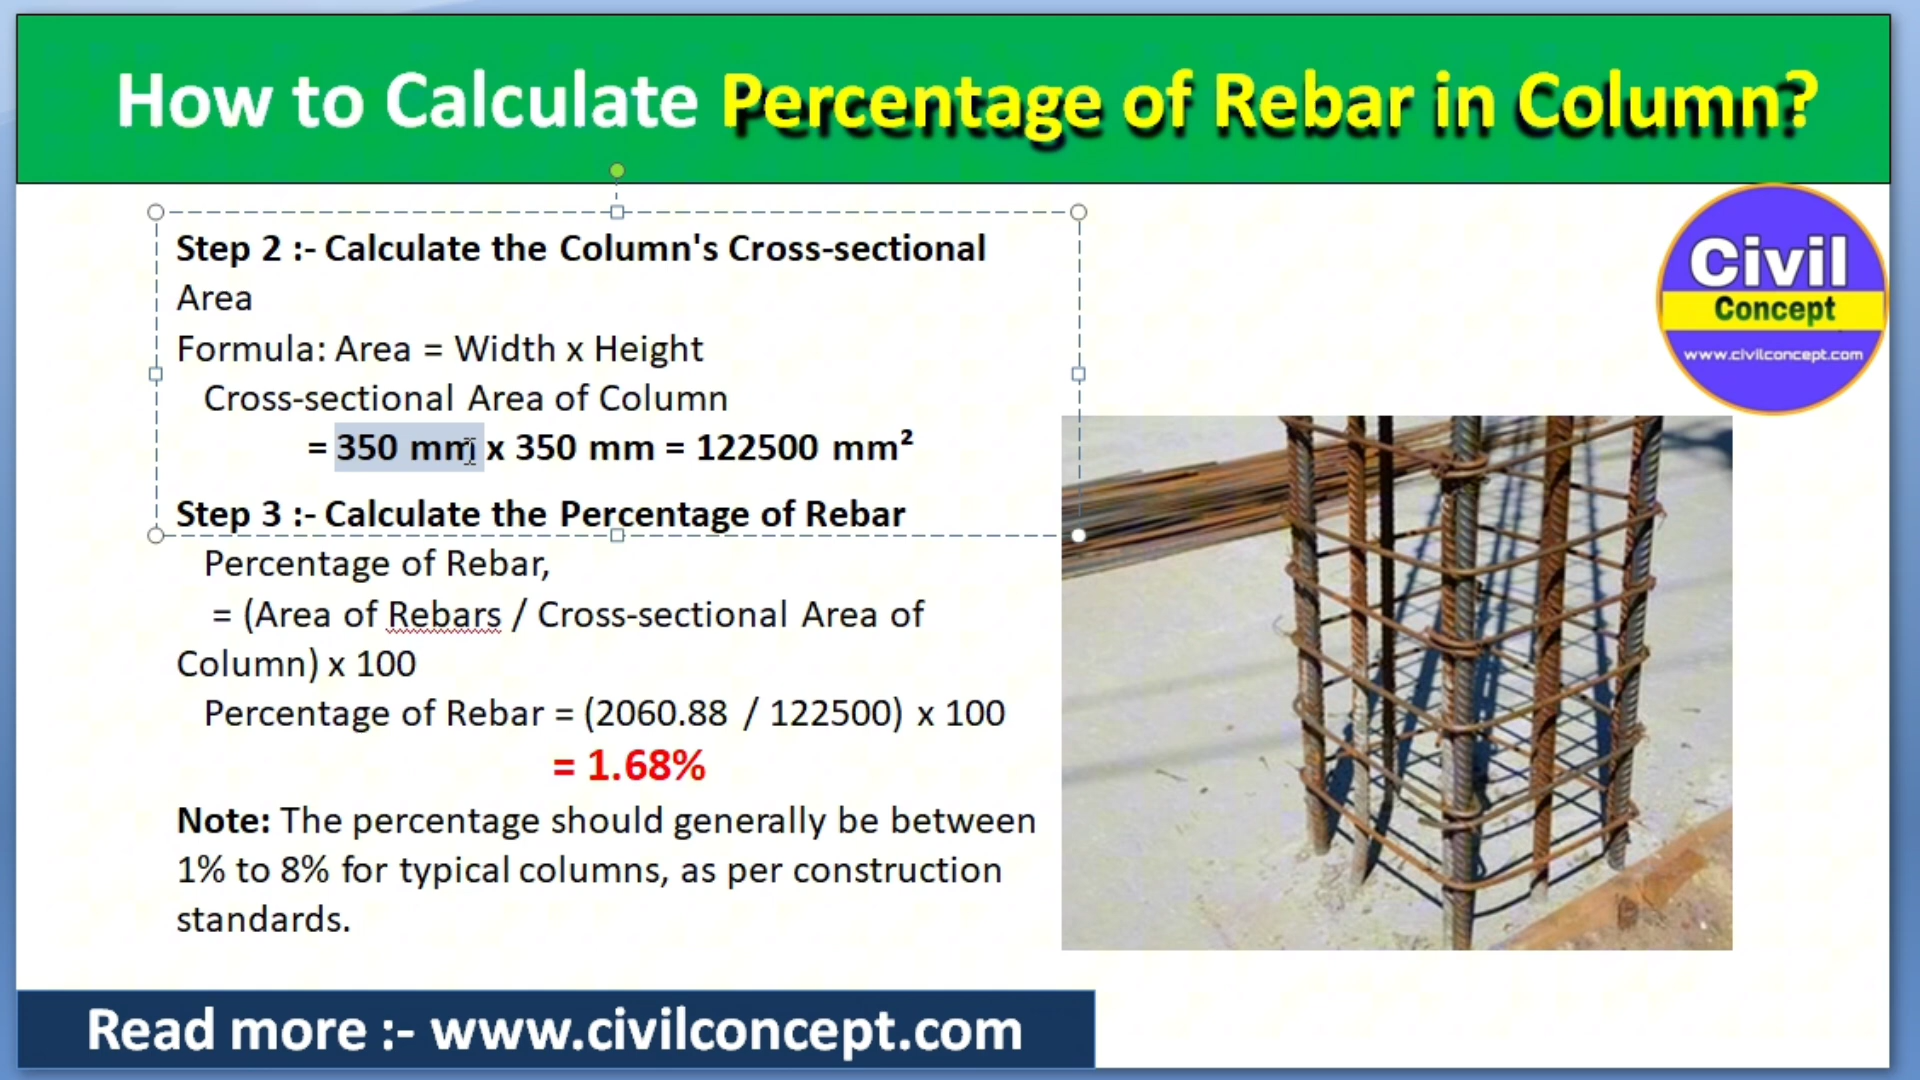 How to Calculate Percentage of Rebar in Column?
Step 2 :- Calculate the Column's Cross-sectional
Area
Formula: Area = Width x Height
Cross-sectional Area of Column
= 350 mm x 350 mm = 122500 mm²
Step 3 :- Calculate the Percentage of Rebar
Percentage of Rebar,
= (Area of Rebars / Cross-sectional Area of
Column) x 100
Percentage of Rebar = (2060.88 / 122500) x 100
= 1.68%
Note: The percentage should generally be between
1% to 8% for typical columns, as per construction
standards.
Civil
Concept
www.civilconcept.com
Read more :- www.civilconcept.com